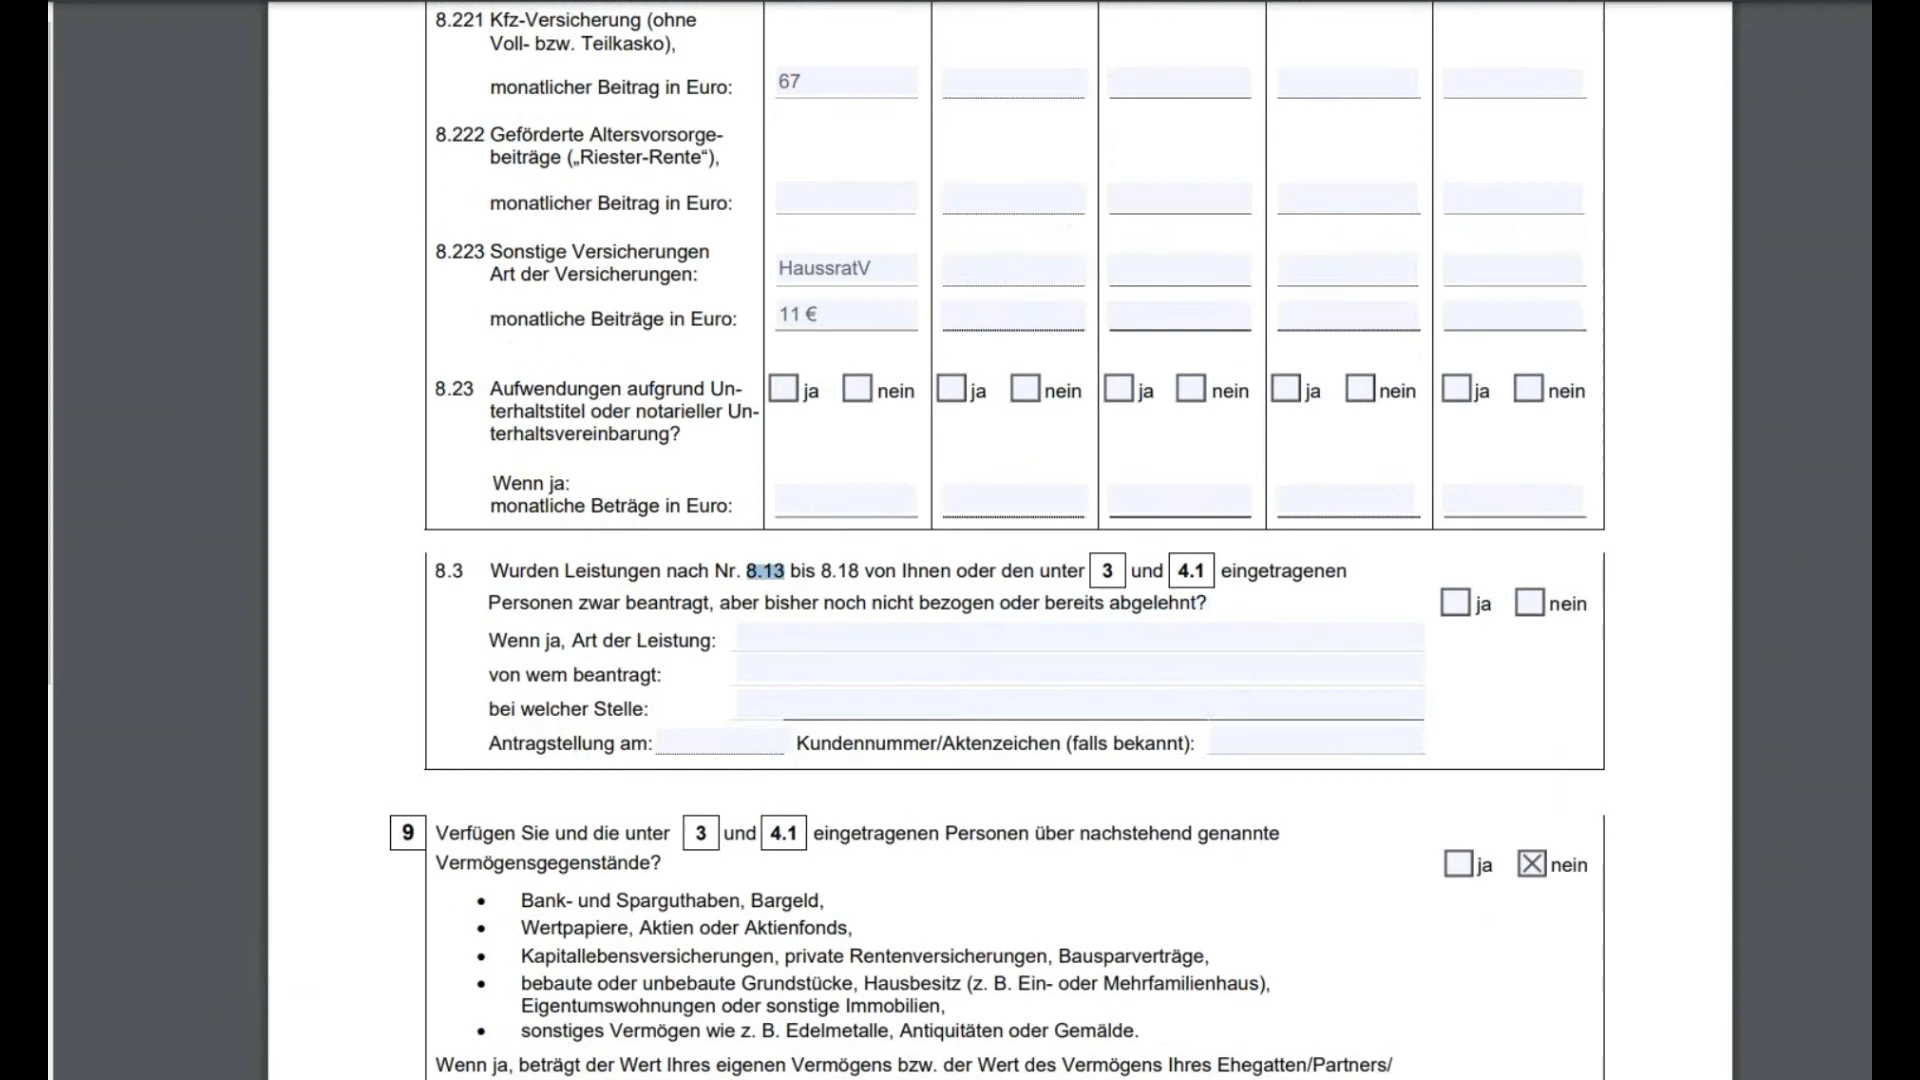 8.221 Kfz-Versicherung (ohne
Voll- bzw. Teilkasko),
monatlicher Beitrag in Euro: 67
8.222 Geförderte Altersvorsorge-
beiträge („Riester-Rente“),
monatlicher Beitrag in Euro:
8.223 Sonstige Versicherungen
Art der Versicherungen: HaussratV
monatliche Beiträge in Euro: 11 €
8.23 Aufwendungen aufgrund Un- ja nein ja nein ja nein ja nein ja nein
terhaltstitel oder notarieller Un-
terhaltsvereinbarung?
Wenn ja:
monatliche Beträge in Euro:
8.3 Wurden Leistungen nach Nr. 8.13 bis 8.18 von Ihnen oder den unter 3 und 4.1 eingetragenen
Personen zwar beantragt, aber bisher noch nicht bezogen oder bereits abgelehnt? ja nein
Wenn ja, Art der Leistung:
von wem beantragt:
bei welcher Stelle:
Antragstellung am: Kundennummer/Aktenzeichen (falls bekannt):
9 Verfügen Sie und die unter 3 und 4.1 eingetragenen Personen über nachstehend genannte
Vermögensgegenstände? ja nein
• Bank- und Sparguthaben, Bargeld,
• Wertpapiere, Aktien oder Aktienfonds,
• Kapitallebensversicherungen, private Rentenversicherungen, Bausparverträge,
• bebaute oder unbebaute Grundstücke, Hausbesitz (z. B. Ein- oder Mehrfamilienhaus),
Eigentumswohnungen oder sonstige Immobilien,
• sonstiges Vermögen wie z. B. Edelmetalle, Antiquitäten oder Gemälde.
Wenn ja, beträgt der Wert Ihres eigenen Vermögens bzw. der Wert des Vermögens Ihres Ehegatten/Partners/